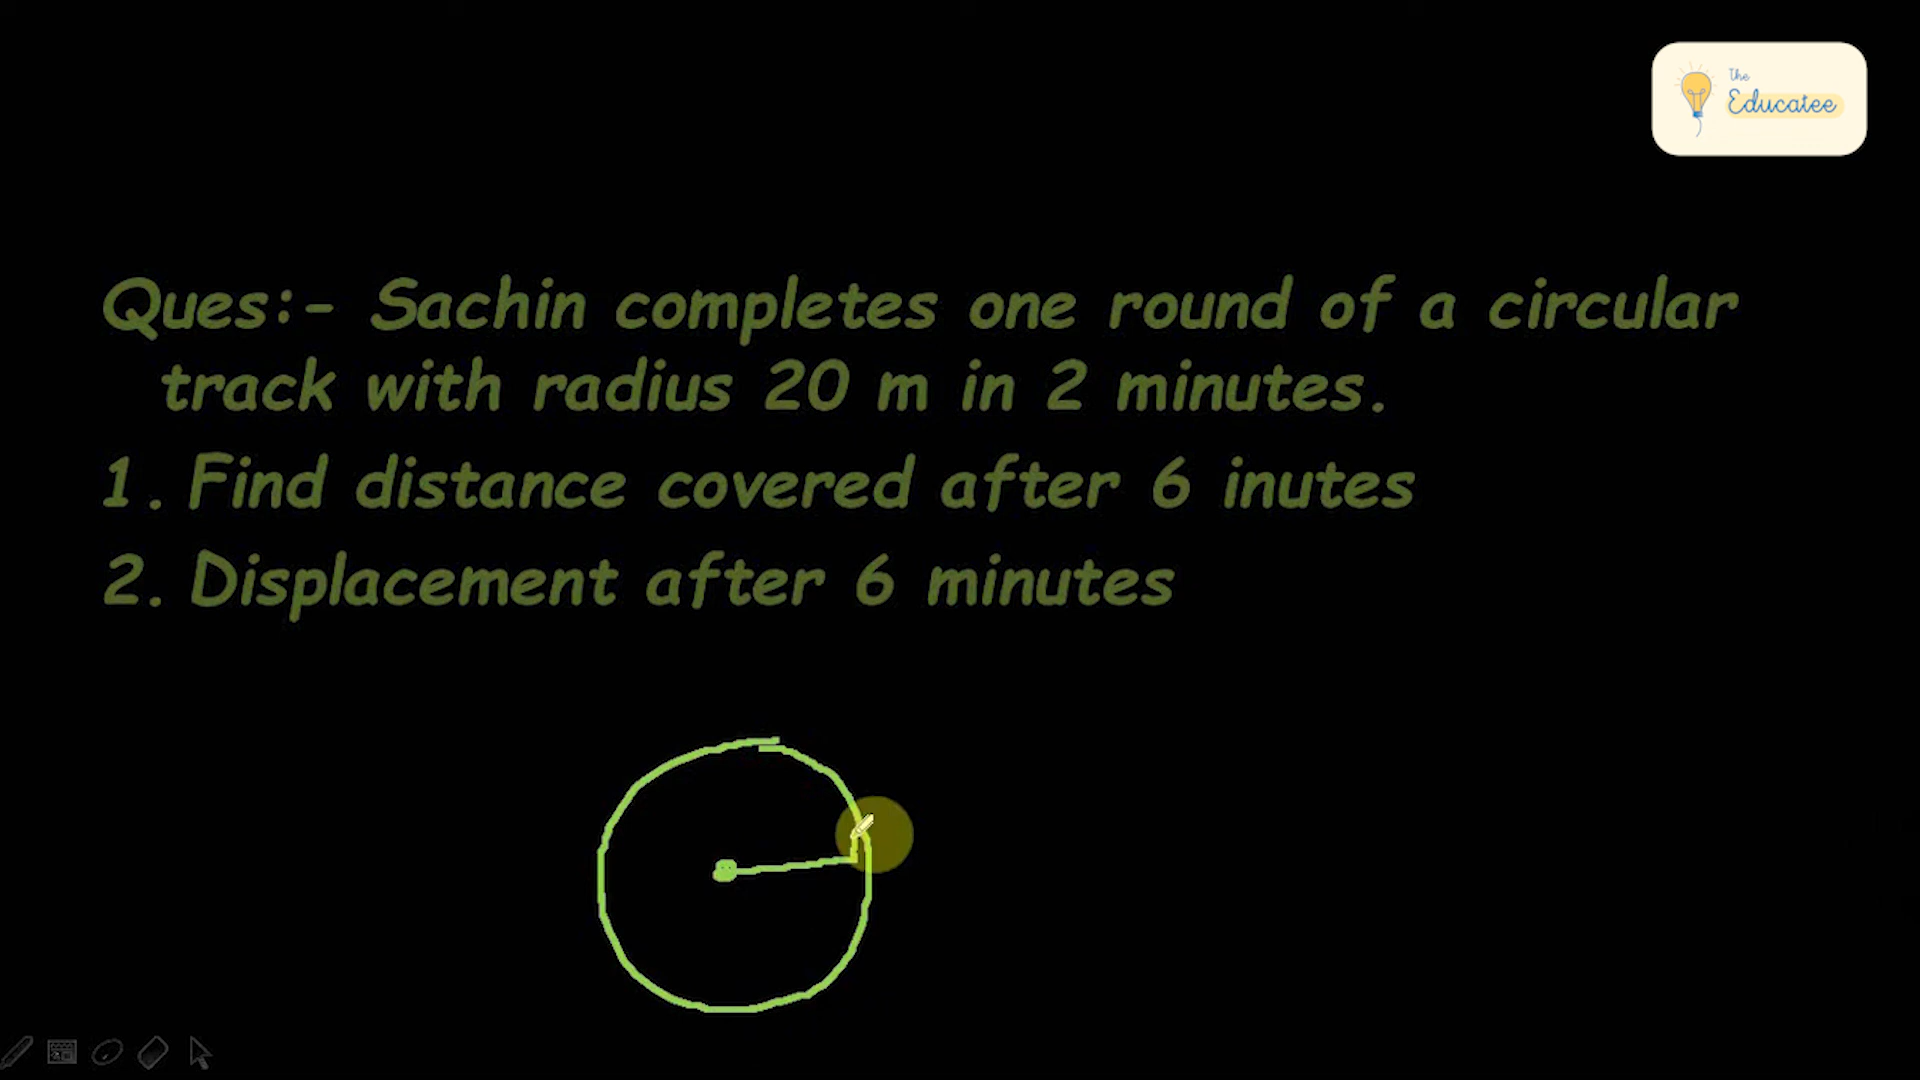 The
Educatee
Ques:- Sachin completes one round of a circular
track with radius 20 m in 2 minutes.
1. Find distance covered after 6 inutes
2. Displacement after 6 minutes